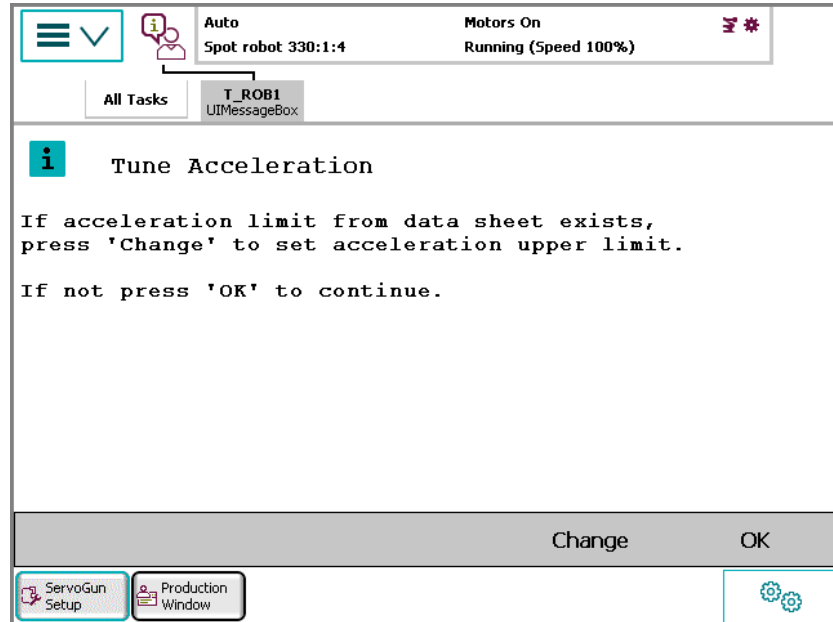 Auto
Motors On
Spot robot 330:1:4
Running (Speed 100%)
All Tasks
T_ROB1
UIMessageBox
i
Tune Acceleration
If acceleration limit from data sheet exists,
press 'Change' to set acceleration upper limit.
If not press 'OK' to continue.
Change
OK
ServoGun
Setup
Production
Window